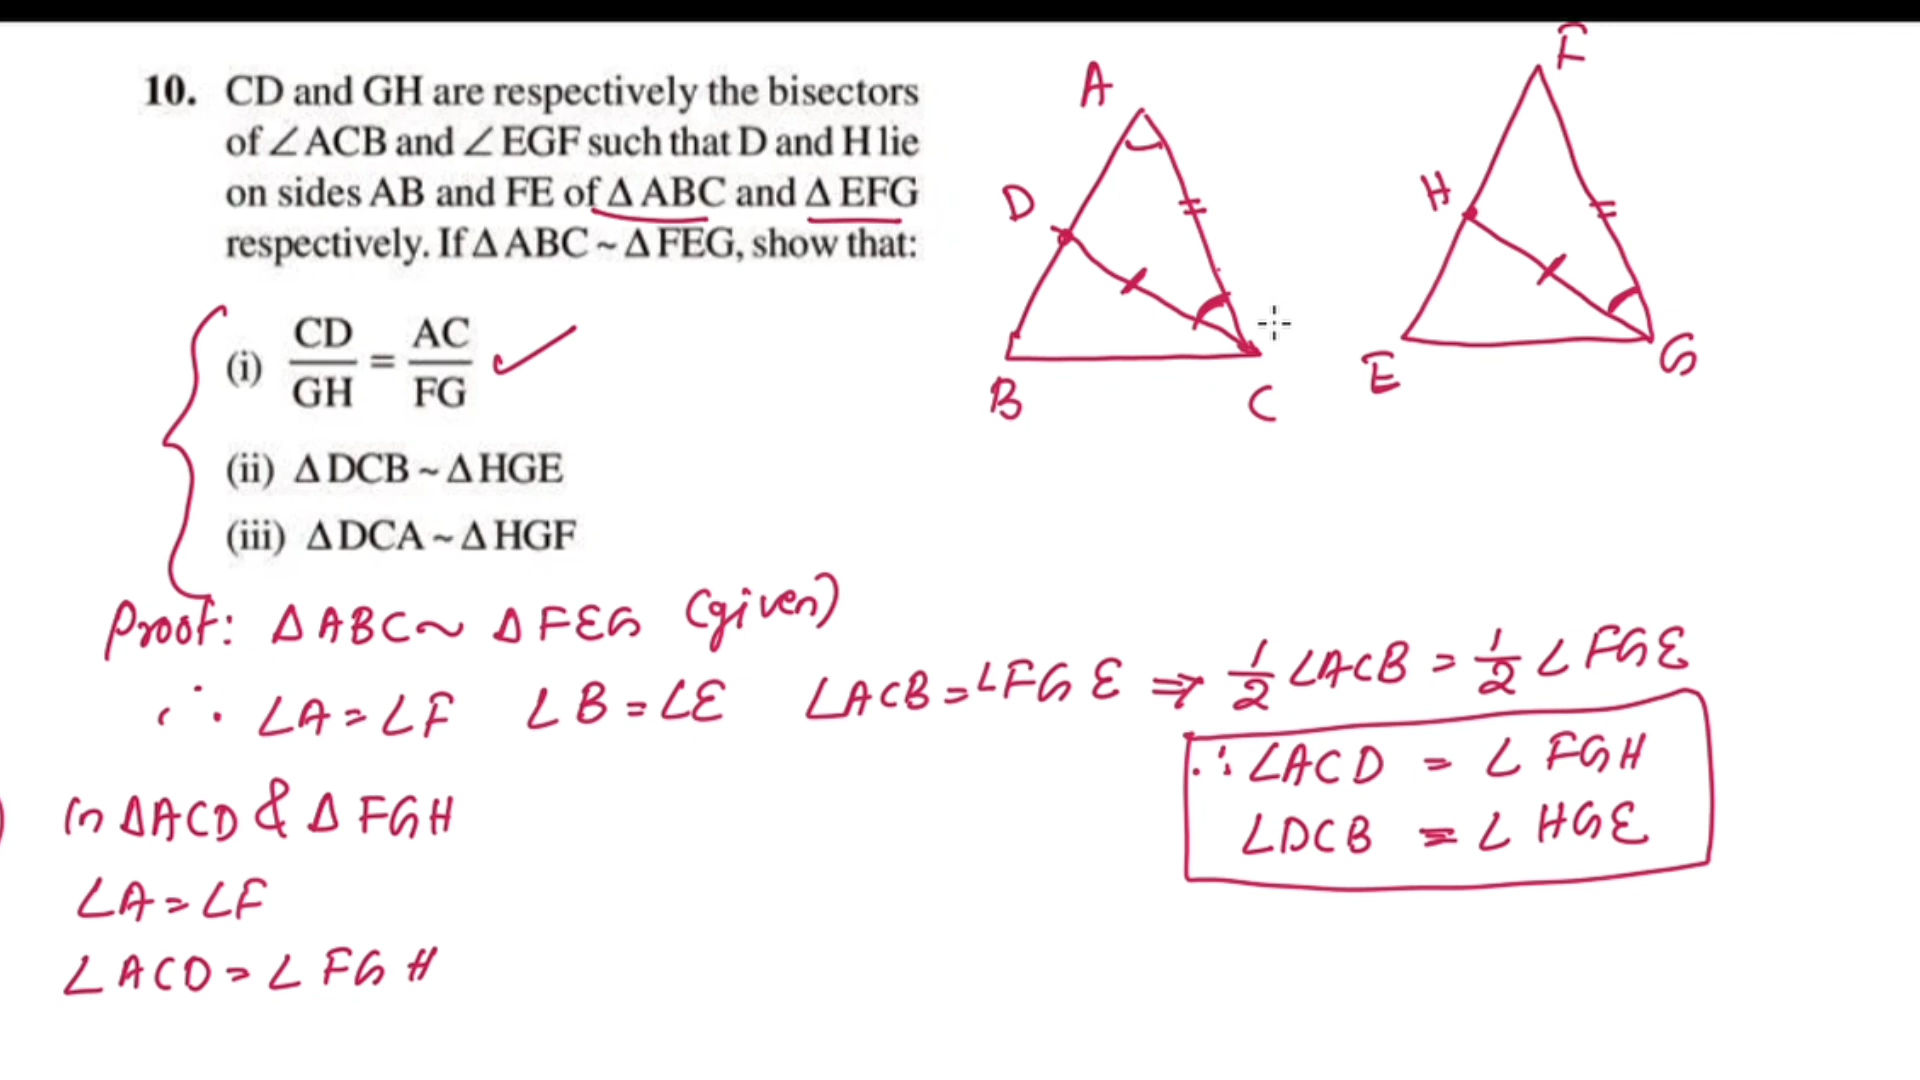 10. CD and GH are respectively the bisectors
of ∠ACB and ∠EGF such that D and H lie
on sides AB and FE of ΔABC and ΔEFG
respectively. If ΔABC ~ ΔFEG, show that:
(i) CD/GH = AC/FG ✓
(ii) ΔDCB ~ ΔHGE
(iii) ΔDCA ~ ΔHGF
A
D
B
C
F
H
E
G
Proof: ΔABC ~ ΔFEG (given)
∴ ∠A = ∠F ∠B = ∠E ∠ACB = ∠FGE ⇒ 1/2 ∠ACB = 1/2 ∠FGE
∴ ∠ACD = ∠FGH
∠DCB = ∠HGE
) In ΔACD & ΔFGH
∠A = ∠F
∠ACD = ∠FGH